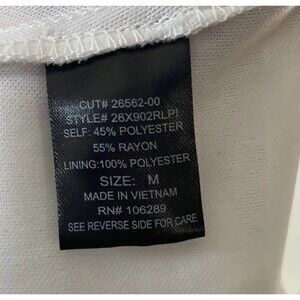 CUT# 26562-00
STYLE# 26X902RLPI
SELF: 45% POLYESTER
55% RAYON
LINING:100% POLYESTER
SIZE: M
MADE IN VIETNAM
RN# 106289
SEE REVERSE SIDE FOR CARE